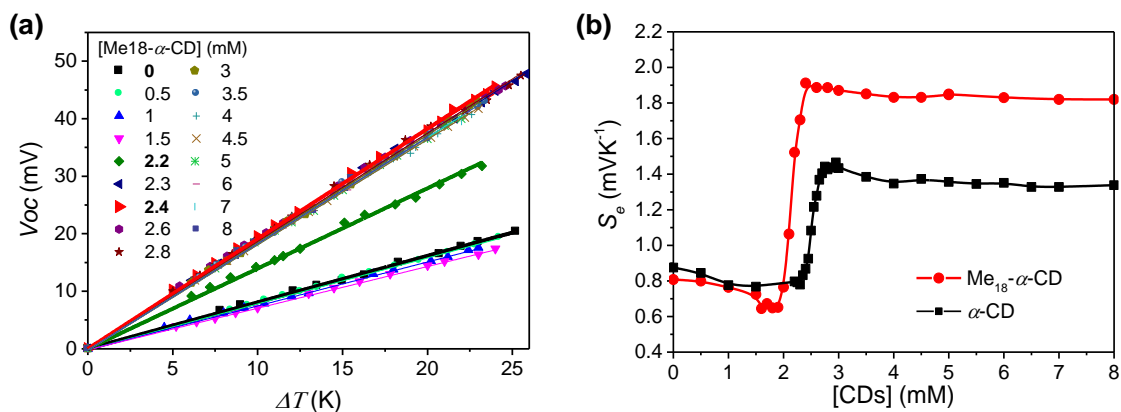 (a)
[Me18-α-CD] (mM)
0 3
0.5 3.5
1 4
1.5 4.5
2.2 5
2.3 6
2.4 7
2.6 8
2.8
50
40
30
20
10
0
0 5 10 15 20 25
Voc (mV)
ΔT (K)
(b)
2.0
1.8
1.6
1.4
1.2
1.0
0.8
0.6
0.4
0 1 2 3 4 5 6 7 8
Sₑ (mVK⁻¹)
[CDs] (mM)
Me₁₈-α-CD
α-CD